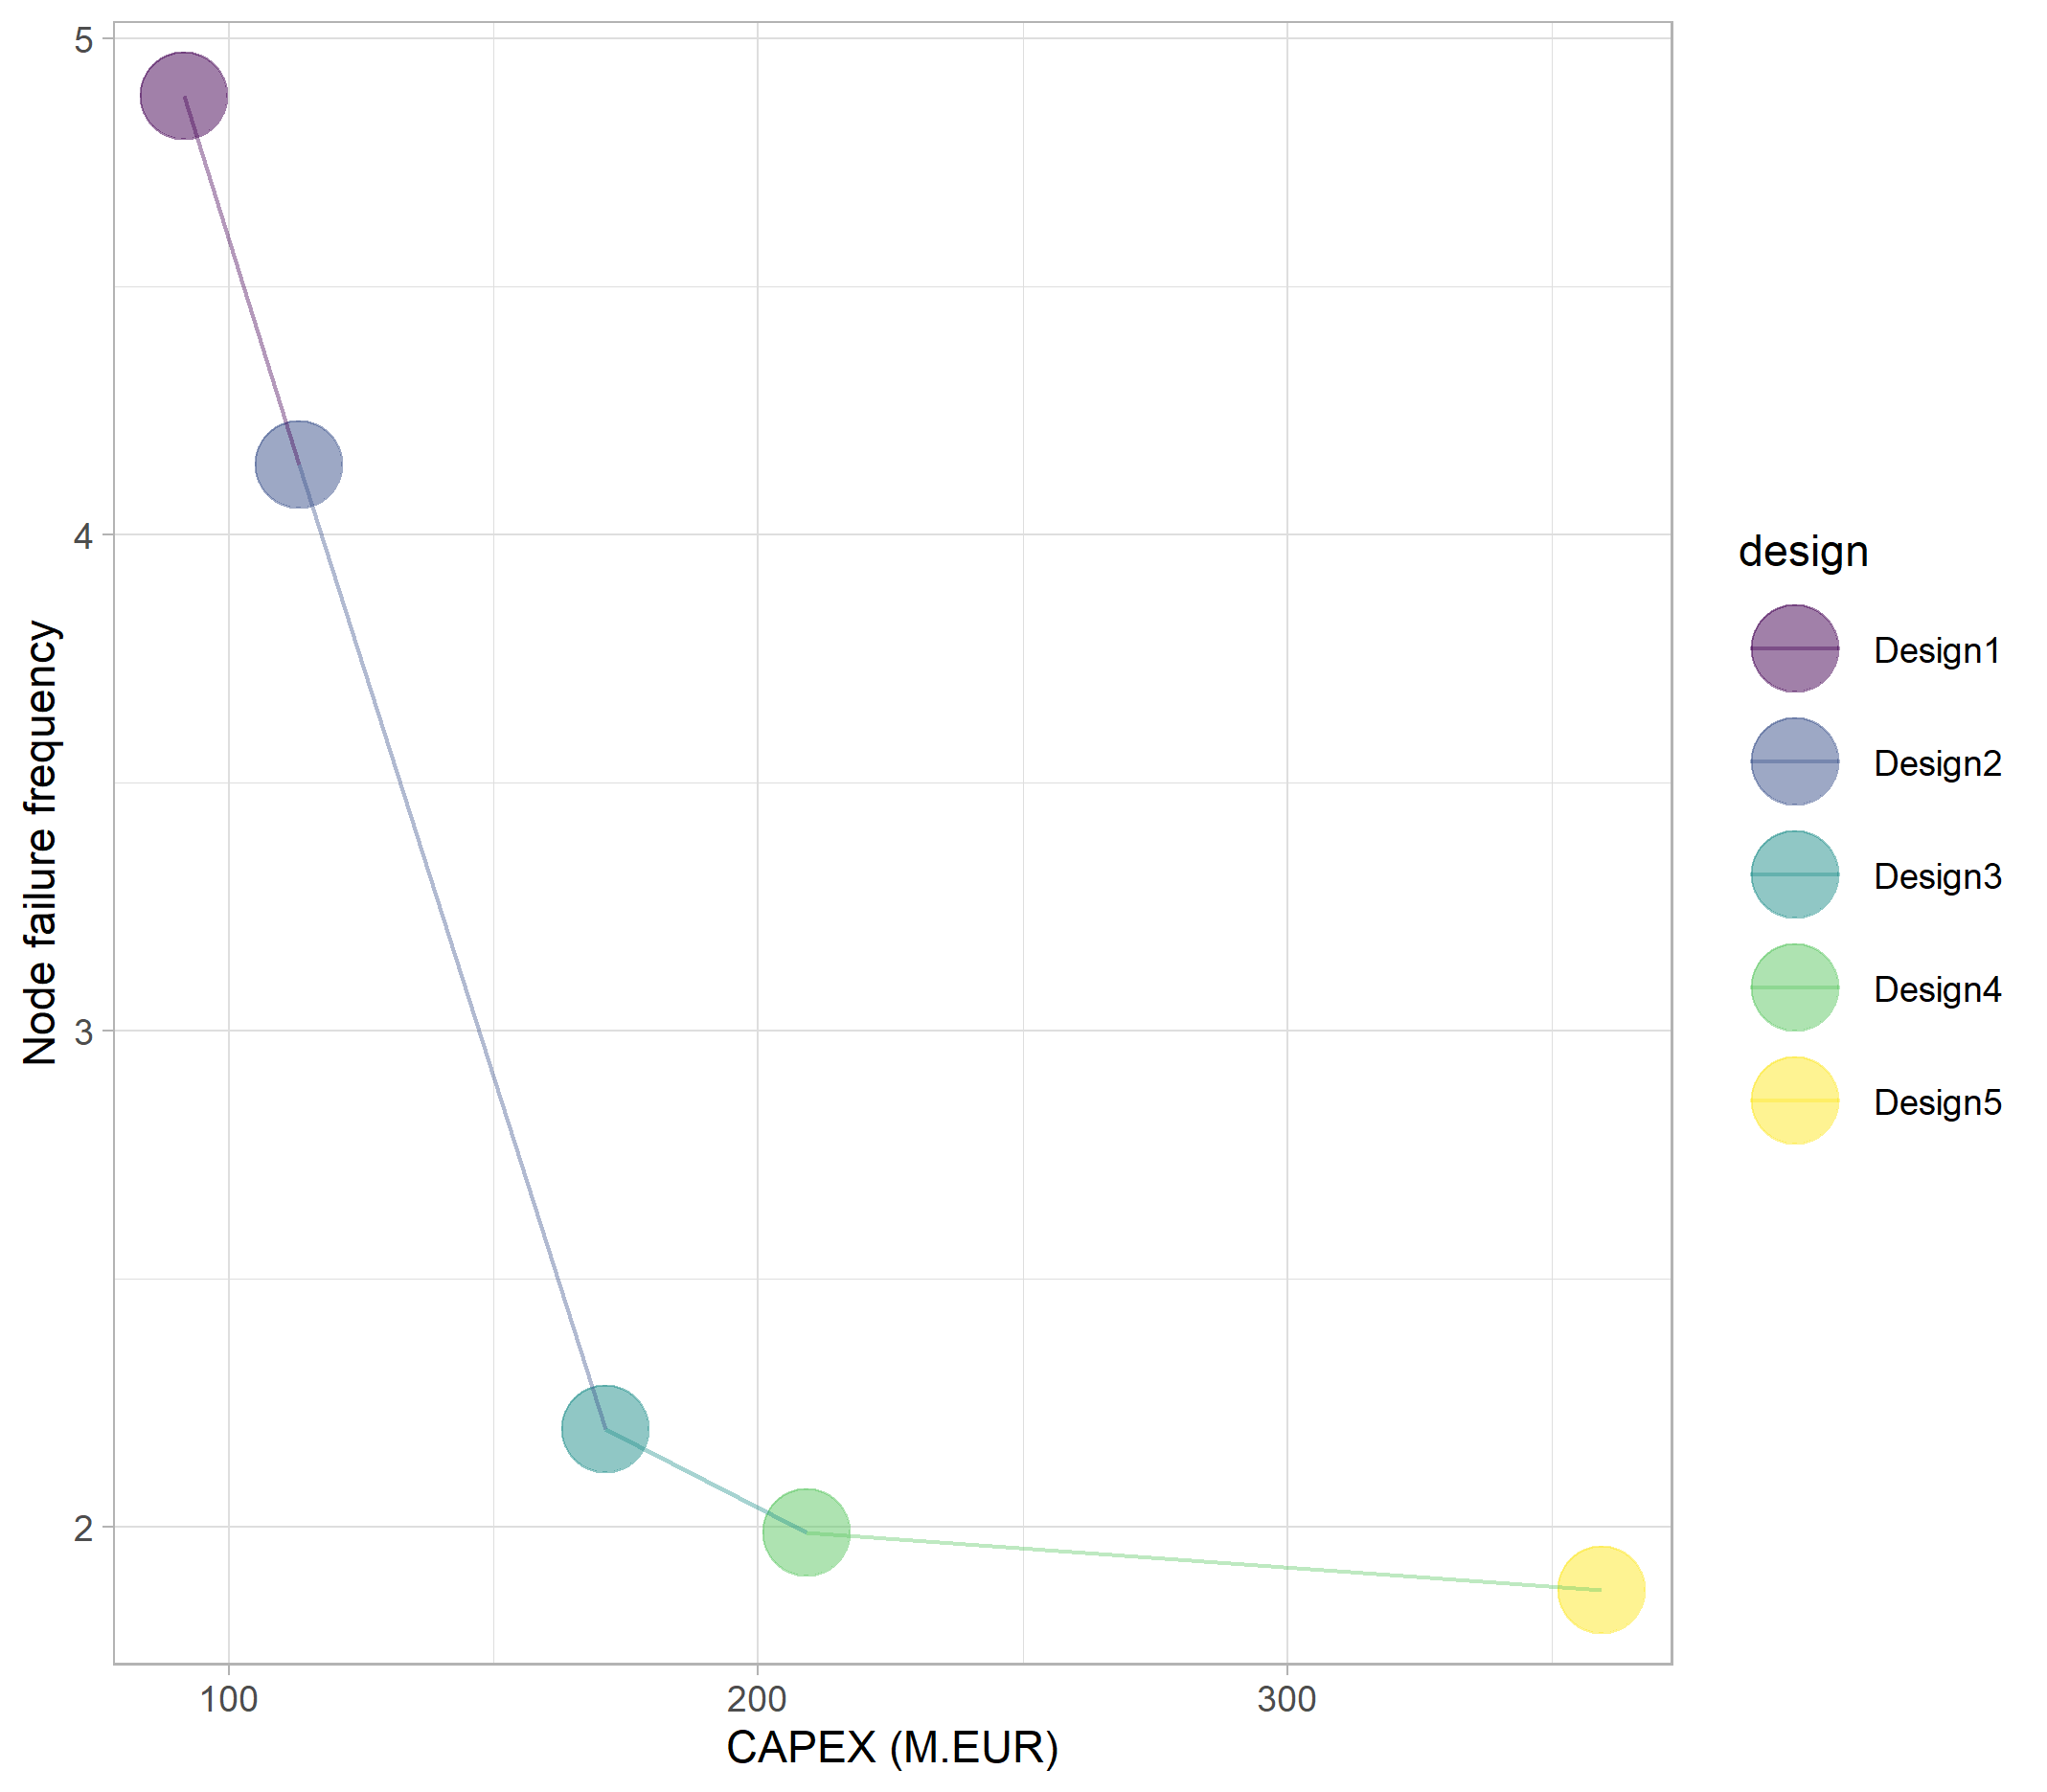 5
4
3
2
Node failure frequency
100 200 300
CAPEX (M.EUR)
design
Design1
Design2
Design3
Design4
Design5